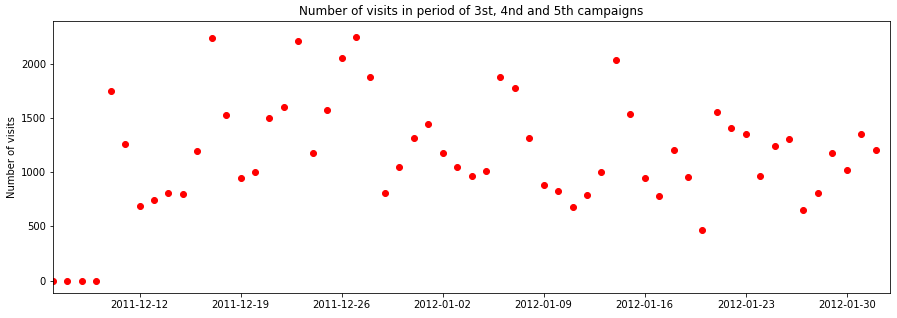 Number of visits in period of 3st, 4nd and 5th campaigns
Number of visits
2000
1500
1000
500
0
2011-12-12 2011-12-19 2011-12-26 2012-01-02 2012-01-09 2012-01-16 2012-01-23 2012-01-30